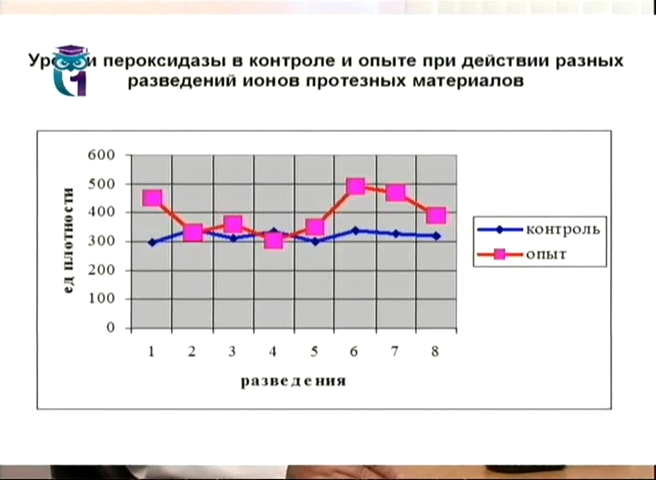 и пероксидазы в контроле и опыте при действии разных
разведений ионов протезных материалов
600
500
400
300
200
100
0
ед плотности
1 2 3 4 5 6 7 8
разведения
контроль
опыт
1